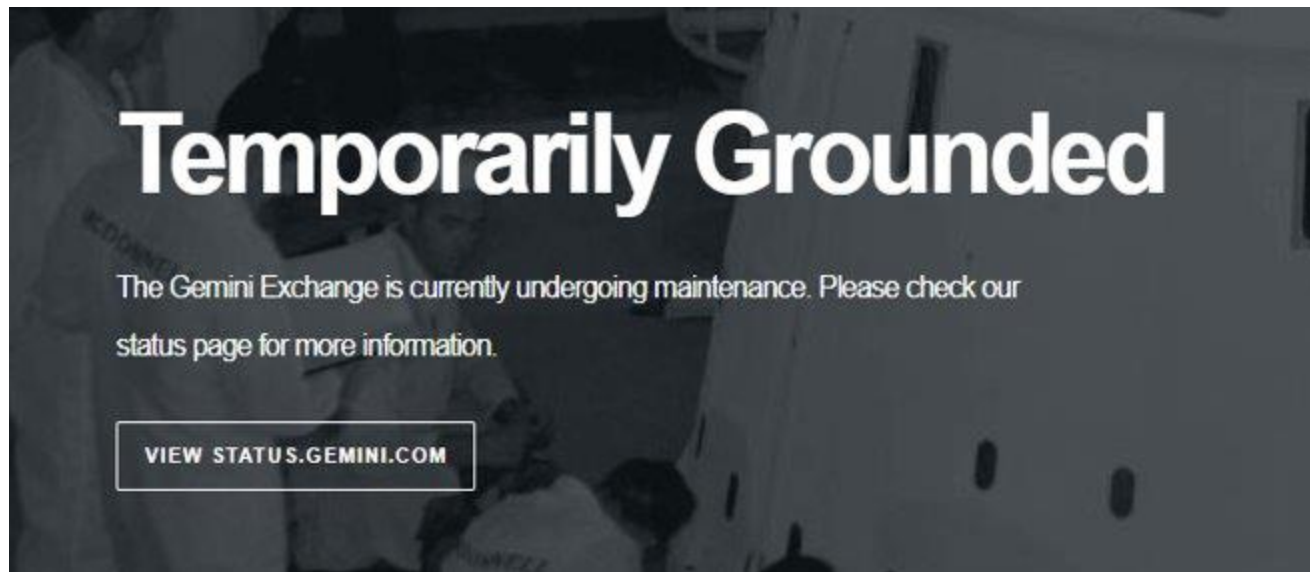 Temporarily Grounded
The Gemini Exchange is currently undergoing maintenance. Please check our
status page for more information.
VIEW STATUS.GEMINI.COM